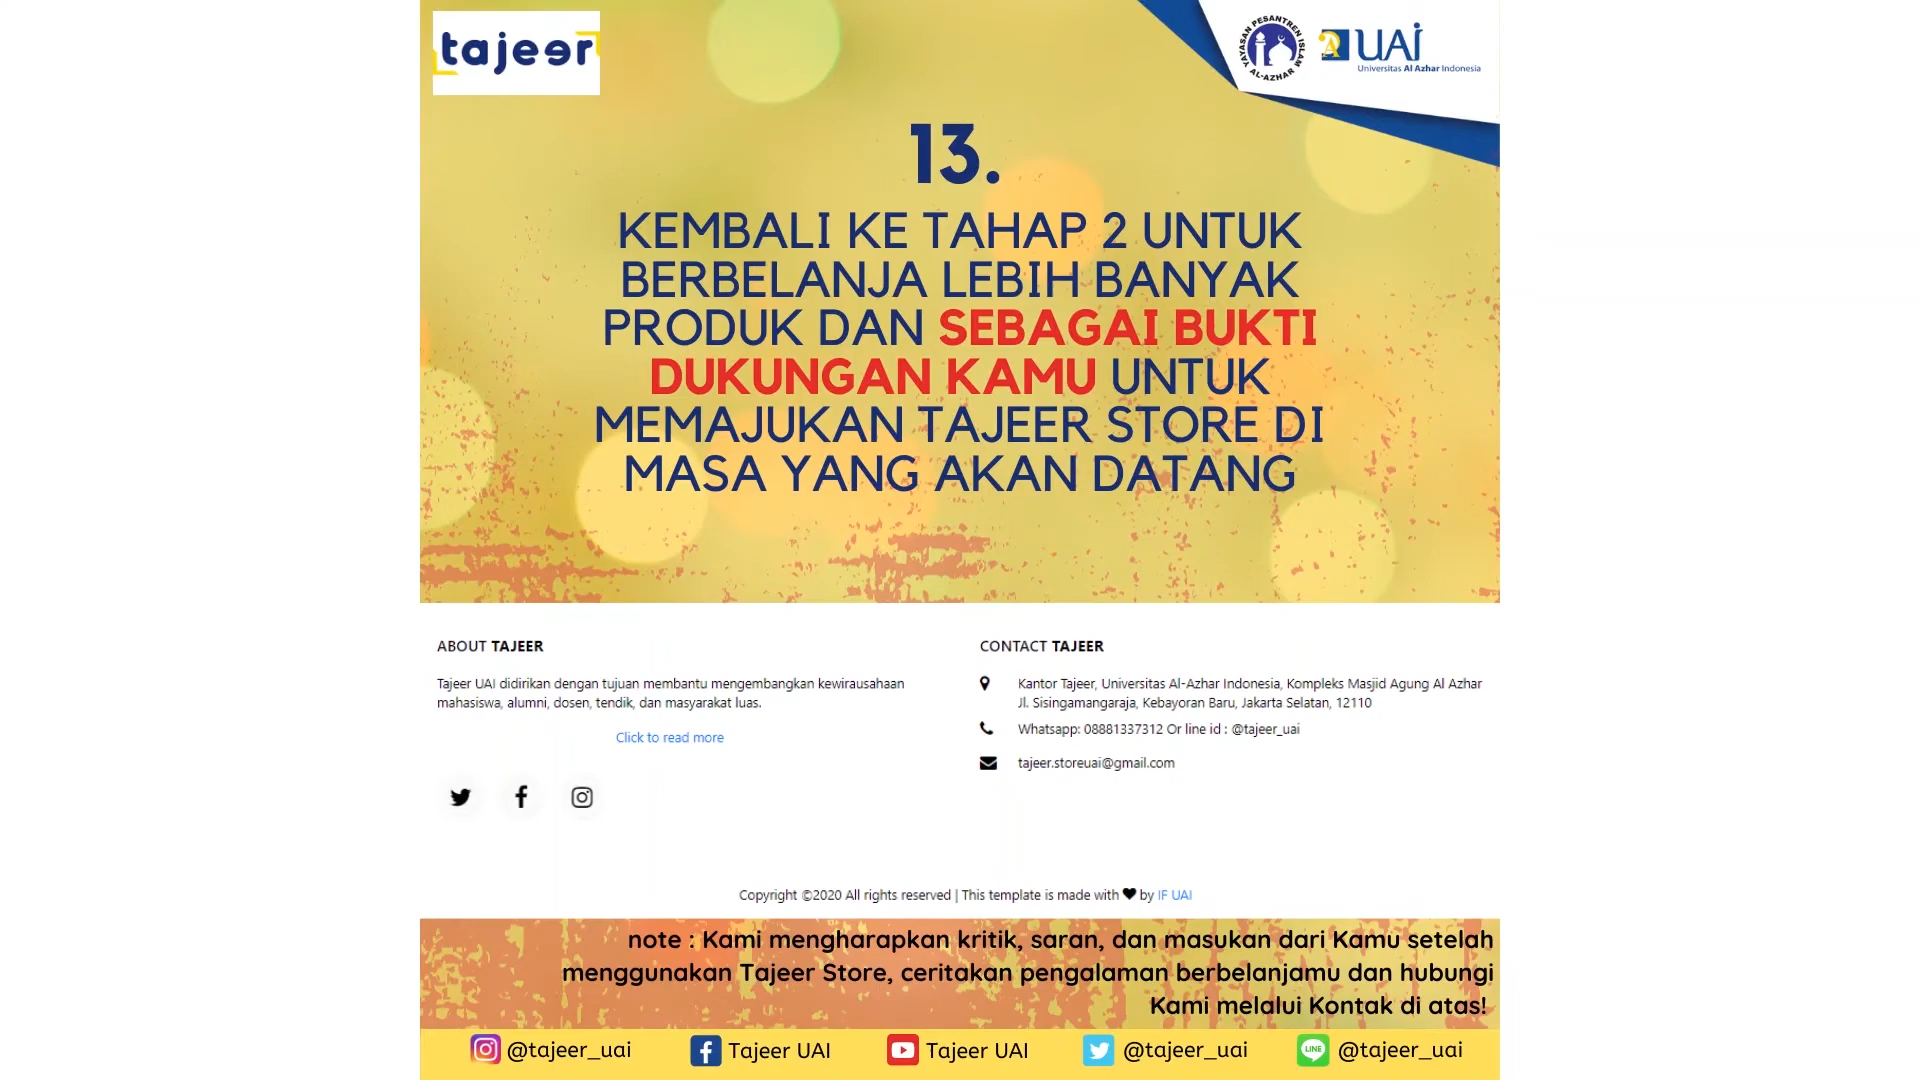 tajeer
YAYASAN PESANTREN ISLAM AL-AZHAR
UAI
Universitas Al Azhar Indonesia
13.
KEMBALI KE TAHAP 2 UNTUK
BERBELANJA LEBIH BANYAK
PRODUK DAN SEBAGAI BUKTI
DUKUNGAN KAMU UNTUK
MEMAJUKAN TAJEER STORE DI
MASA YANG AKAN DATANG
ABOUT TAJEER
Tajeer UAI didirikan dengan tujuan membantu mengembangkan kewirausahaan
mahasiswa, alumni, dosen, tendik, dan masyarakat luas.
Click to read more
CONTACT TAJEER
Kantor Tajeer, Universitas Al-Azhar Indonesia, Kompleks Masjid Agung Al Azhar
Jl. Sisingamangaraja, Kebayoran Baru, Jakarta Selatan, 12110
Whatsapp: 08881337312 Or line id : @tajeer_uai
tajeer.storeuai@gmail.com
Copyright ©2020 All rights reserved | This template is made with ♥ by IF UAI
note : Kami mengharapkan kritik, saran, dan masukan dari Kamu setelah
menggunakan Tajeer Store, ceritakan pengalaman berbelanjamu dan hubungi
Kami melalui Kontak di atas!
@tajeer_uai
Tajeer UAI
Tajeer UAI
@tajeer_uai
LINE
@tajeer_uai